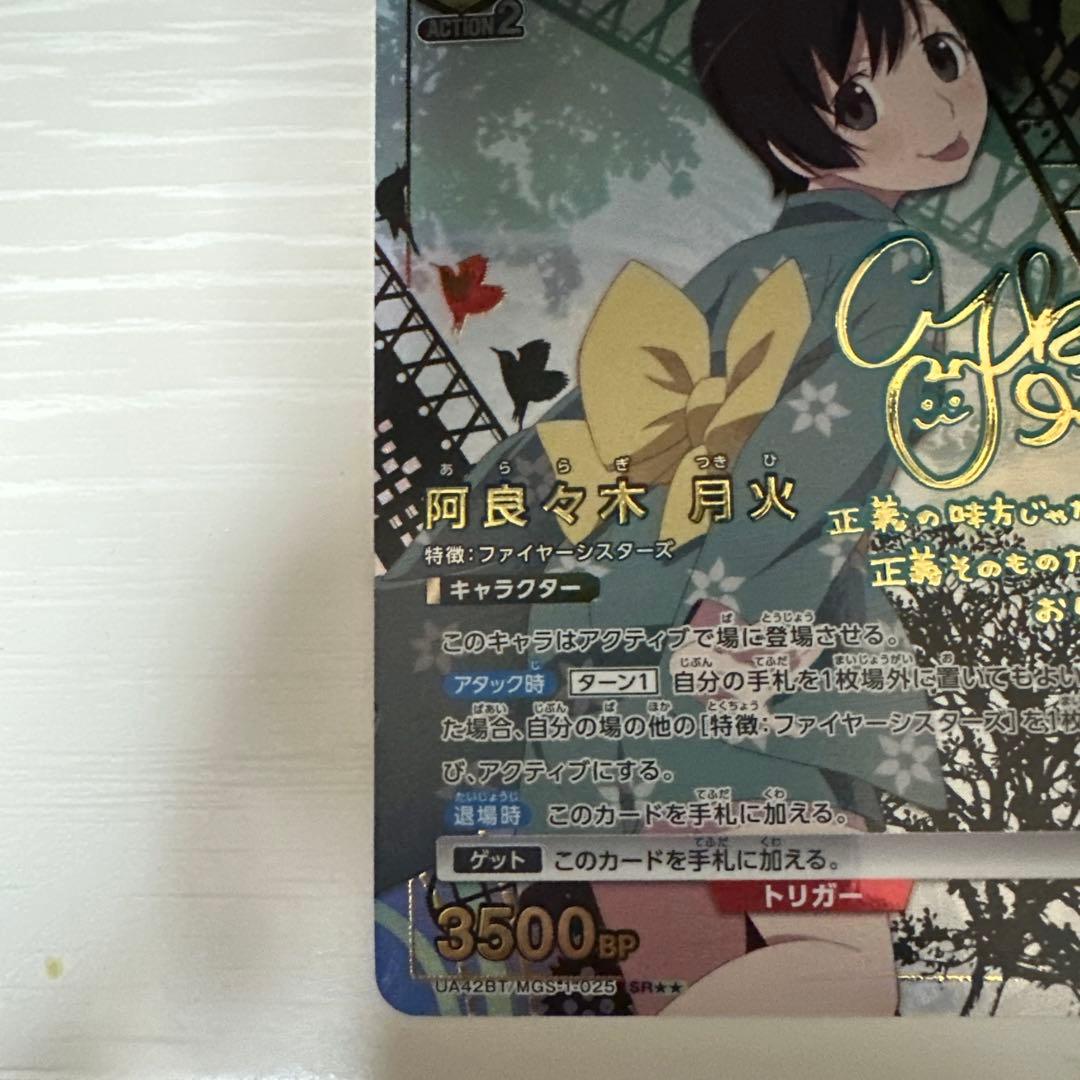 ACTION 2
阿良々木 月火
あ ら ら ぎ つき ひ
特徴:ファイヤーシスターズ
キャラクター
正義の味方じゃ
正義そのもの
お
このキャラはアクティブで場に登場させる。
アタック時 ターン1 自分の手札を1枚場外に置いてもよい
た場合、自分の場の他の[特徴:ファイヤーシスターズ]を1枚
び、アクティブにする。
退場時 このカードを手札に加える。
ゲット このカードを手札に加える。
トリガー
3500BP
UA42BT/MGS-1-025 SR★★